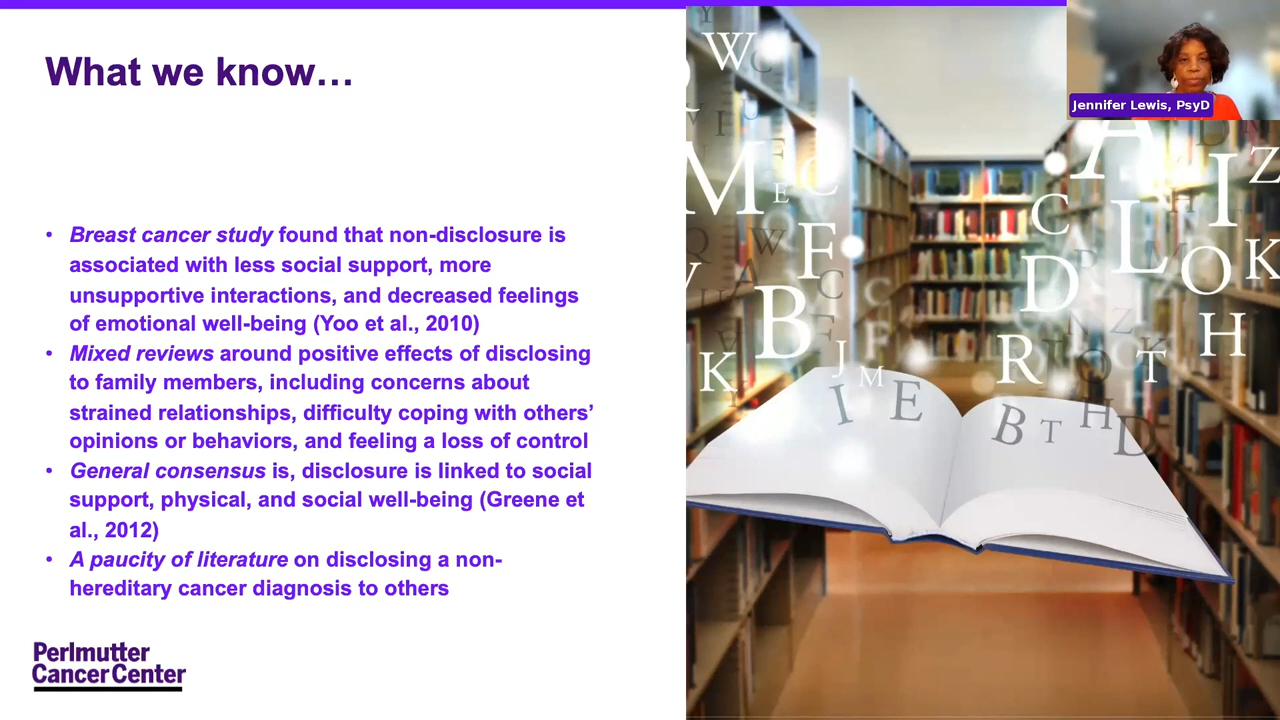 What we know…
• Breast cancer study found that non-disclosure is
associated with less social support, more
unsupportive interactions, and decreased feelings
of emotional well-being (Yoo et al., 2010)
• Mixed reviews around positive effects of disclosing
to family members, including concerns about
strained relationships, difficulty coping with others’
opinions or behaviors, and feeling a loss of control
• General consensus is, disclosure is linked to social
support, physical, and social well-being (Greene et
al., 2012)
• A paucity of literature on disclosing a non-
hereditary cancer diagnosis to others
Perlmutter
Cancer Center
Jennifer Lewis, PsyD
W
M
F
B
K
J
M
I E
B T H D
C
D
R
A
L
I
Z
O
K
H
T